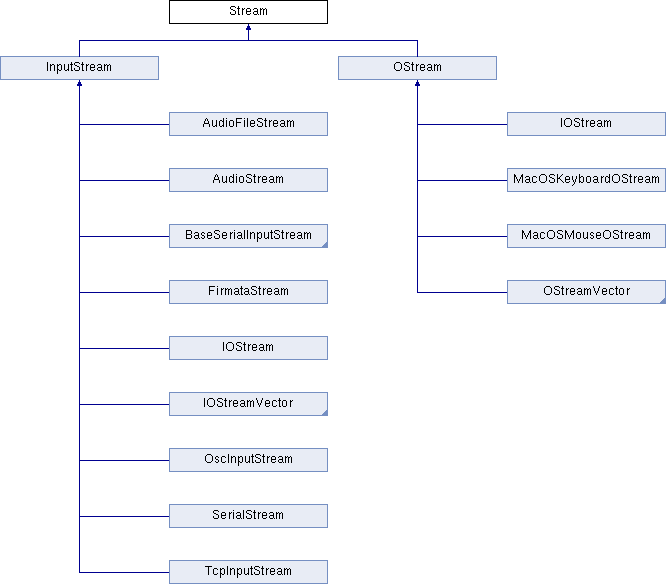 Stream
InputStream
OStream
AudioFileStream
IOStream
AudioStream
MacOSKeyboardOStream
BaseSerialInputStream
MacOSMouseOStream
FirmataStream
OStreamVector
IOStream
IOStreamVector
OscInputStream
SerialStream
TcpInputStream